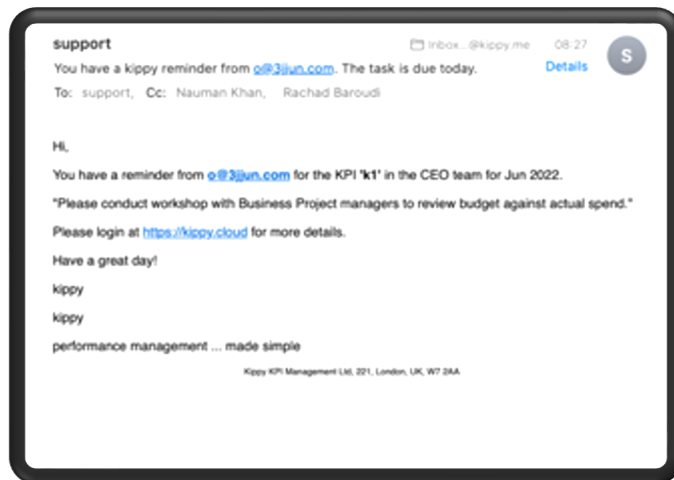 support
Inbox...@kippy.me 08:27
S
You have a kippy reminder from o@3jjun.com. The task is due today.
Details
To: support, Cc: Nauman Khan, Rachad Baroudi
Hi,
You have a reminder from o@3jjun.com for the KPI 'k1' in the CEO team for Jun 2022.
"Please conduct workshop with Business Project managers to review budget against actual spend."
Please login at https://kippy.cloud for more details.
Have a great day!
kippy
kippy
performance management ... made simple
Kippy KPI Management Ltd, 221, London, UK, W7 2AA